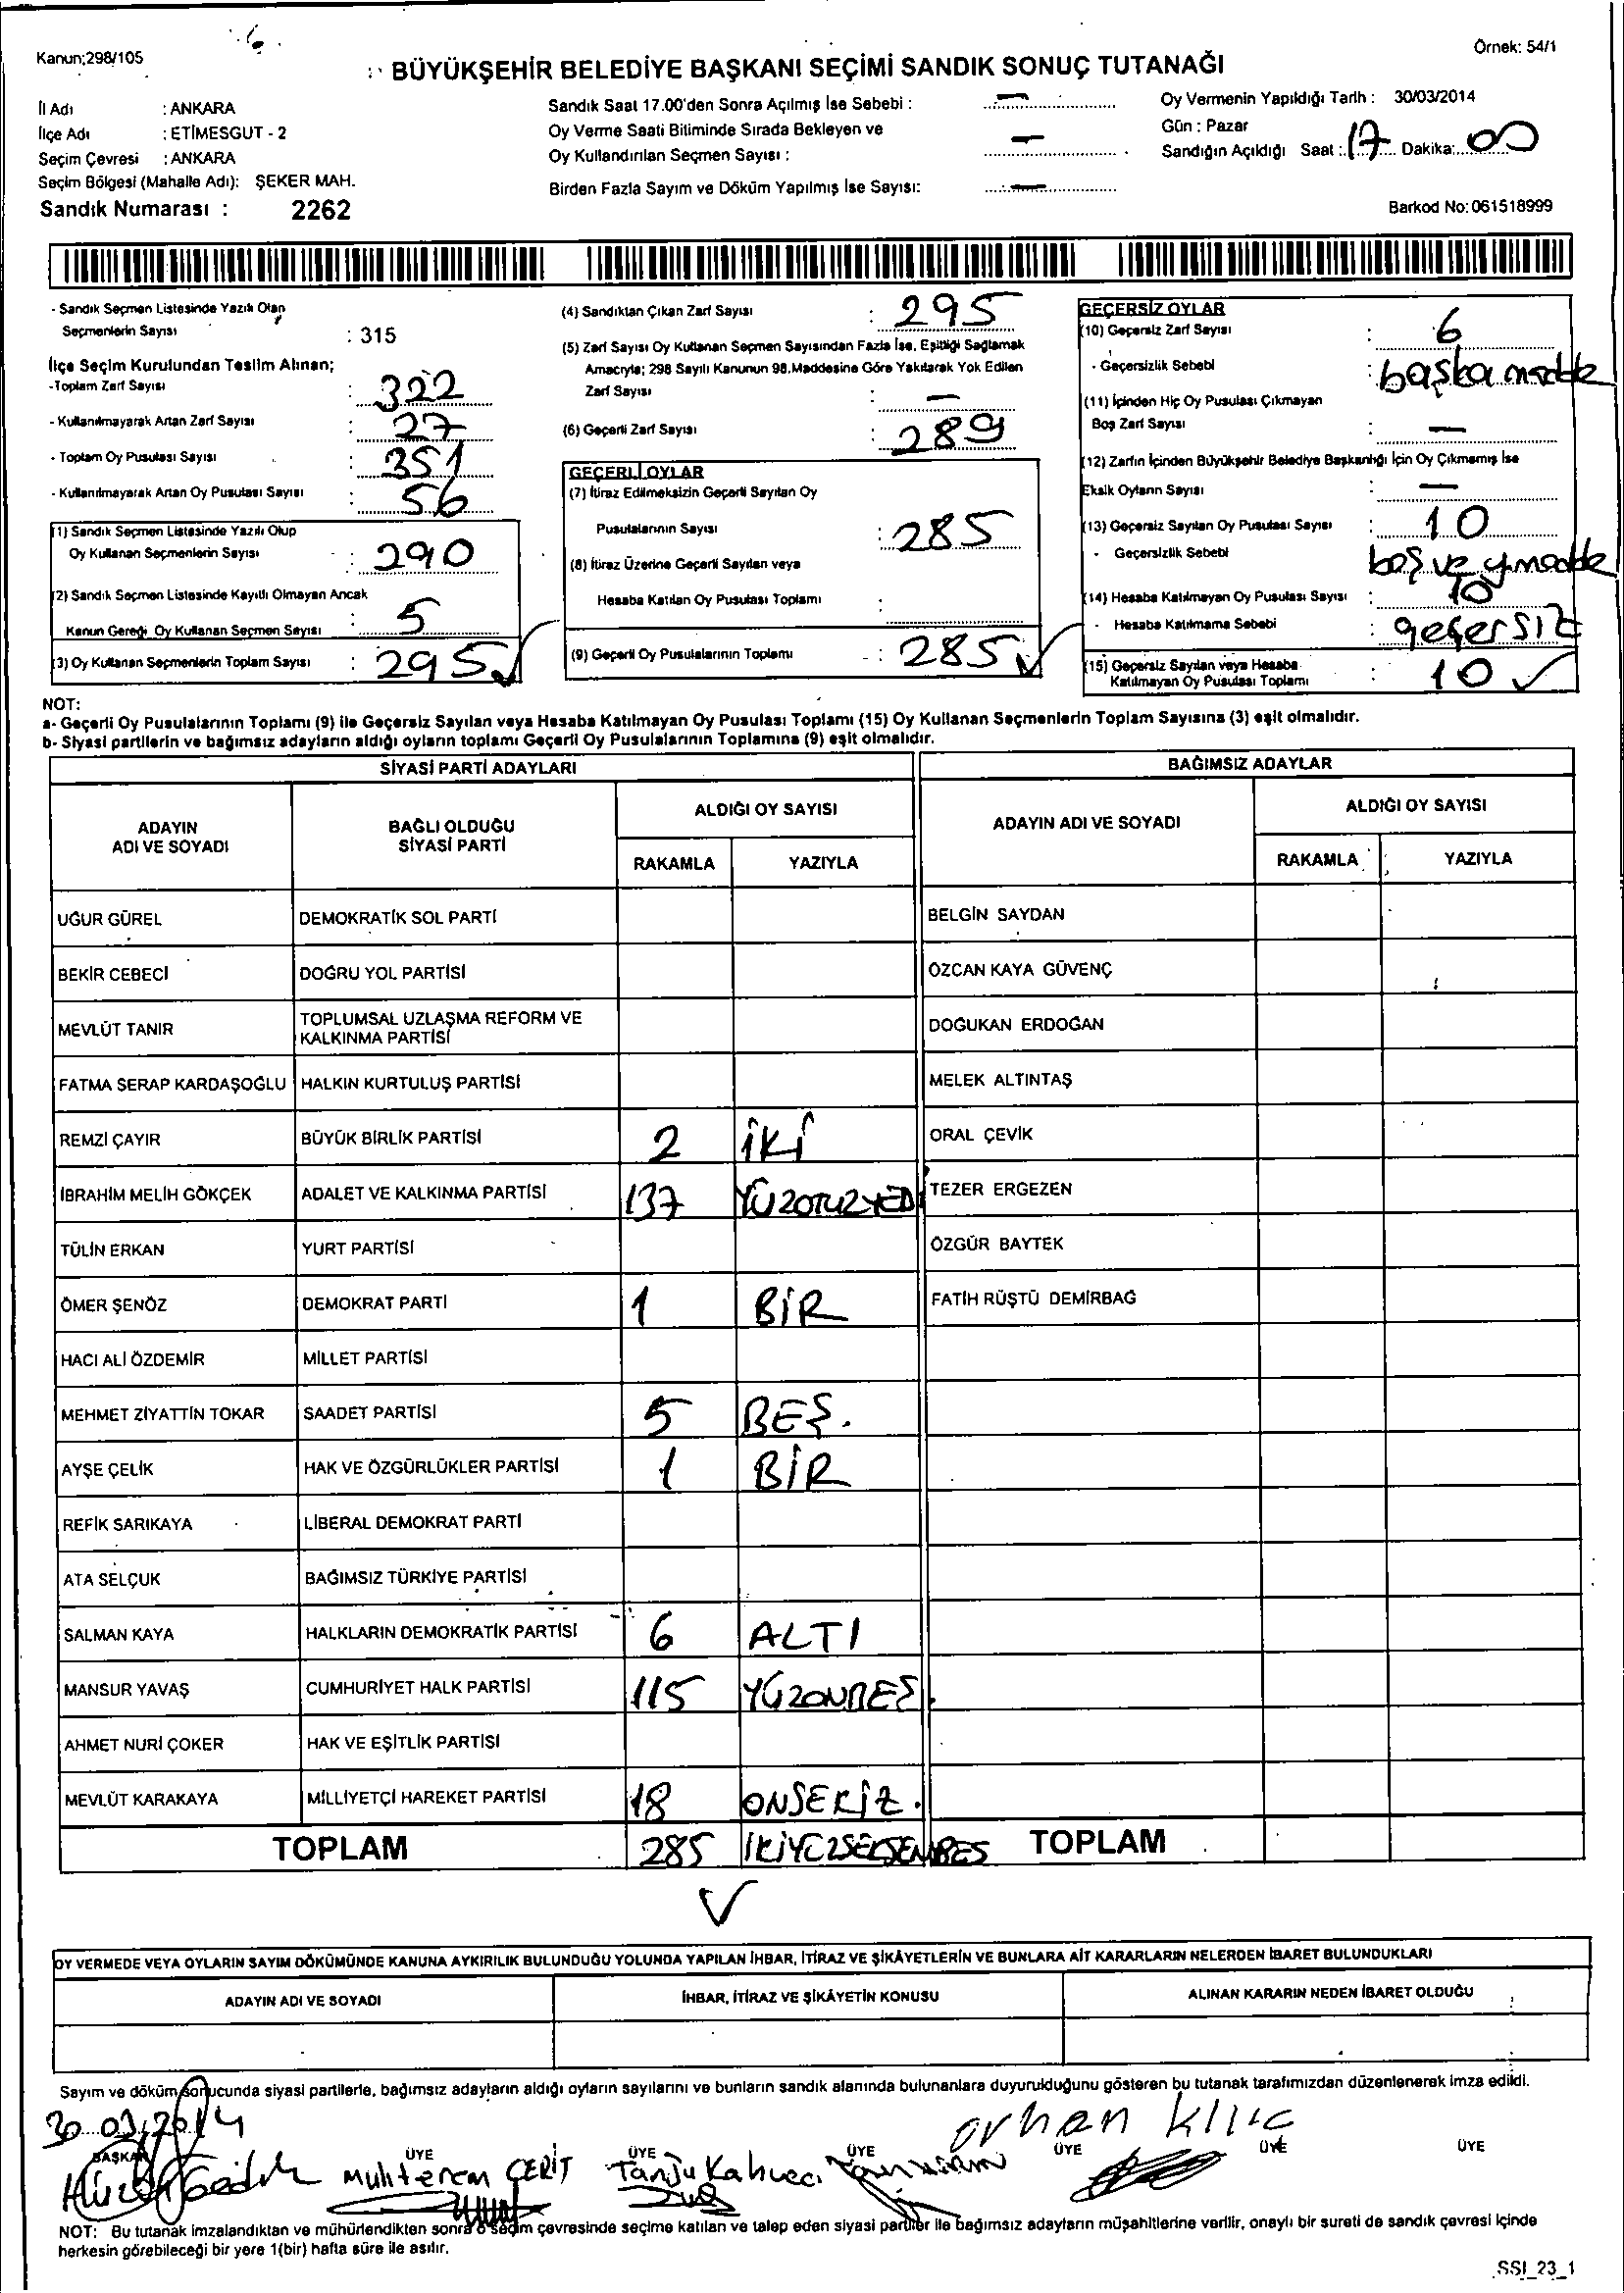 Kanun;298/105
Örnek: 54/1
BÜYÜKŞEHİR BELEDİYE BAŞKANI SEÇİMİ SANDIK SONUÇ TUTANAĞI
İl Adı : ANKARA
İlçe Adı : ETİMESGUT - 2
Seçim Çevresi : ANKARA
Seçim Bölgesi (Mahalle Adı): ŞEKER MAH.
Sandık Numarası : 2262
Sandık Saat 17.00'den Sonra Açılmış İse Sebebi : —
Oy Verme Saati Bitiminde Sırada Bekleyen ve
Oy Kullandırılan Seçmen Sayısı : —
Birden Fazla Sayım ve Döküm Yapılmış İse Sayısı: —
Oy Vermenin Yapıldığı Tarih : 30/03/2014
Gün : Pazar
Sandığın Açıldığı Saat : 17 Dakika: 00
Barkod No: 061518999
- Sandık Seçmen Listesinde Yazılı Olan
Seçmenlerin Sayısı : 315
İlçe Seçim Kurulundan Teslim Alınan;
-Toplam Zarf Sayısı : 322
- Kullanılmayarak Artan Zarf Sayısı : 27
- Toplam Oy Pusulası Sayısı : 351
- Kullanılmayarak Artan Oy Pusulası Sayısı : 56
(1) Sandık Seçmen Listesinde Yazılı Olup
Oy Kullanan Seçmenlerin Sayısı : 290
(2) Sandık Seçmen Listesinde Kayıtlı Olmayan Ancak
Kanun Gereği Oy Kullanan Seçmen Sayısı : 5
(3) Oy Kullanan Seçmenlerin Toplam Sayısı : 295 ✓
(4) Sandıktan Çıkan Zarf Sayısı : 295
(5) Zarf Sayısı Oy Kullanan Seçmen Sayısından Fazla İse, Eşitliği Sağlamak
Amacıyla; 298 Sayılı Kanunun 98.Maddesine Göre Yakılarak Yok Edilen
Zarf Sayısı : —
(6) Geçerli Zarf Sayısı : 289
GEÇERLİ OYLAR
(7) İtiraz Edilmeksizin Geçerli Sayılan Oy
Pusulalarının Sayısı : 285
(8) İtiraz Üzerine Geçerli Sayılan veya
Hesaba Katılan Oy Pusulası Toplamı :
(9) Geçerli Oy Pusulalarının Toplamı : 285 ✓
GEÇERSİZ OYLAR
(10) Geçersiz Zarf Sayısı : 6
- Geçersizlik Sebebi : başka madde
(11) İçinden Hiç Oy Pusulası Çıkmayan
Boş Zarf Sayısı : —
(12) Zarfın İçinden Büyükşehir Belediye Başkanlığı İçin Oy Çıkmamış İse
Eksik Oyların Sayısı : —
(13) Geçersiz Sayılan Oy Pusulası Sayısı : 10
- Geçersizlik Sebebi boş ve
(14) Hesaba Katılmayan Oy Pusulası Sayısı : 10
- Hesaba Katılmama Sebebi : geçersiz
(15) Geçersiz Sayılan veya Hesaba
Katılmayan Oy Pusulası Toplamı : 10 ✓
NOT:
a- Geçerli Oy Pusulalarının Toplamı (9) ile Geçersiz Sayılan veya Hesaba Katılmayan Oy Pusulası Toplamı (15) Oy Kullanan Seçmenlerin Toplam Sayısına (3) eşit olmalıdır.
b- Siyasi partilerin ve bağımsız adayların aldığı oyların toplamı Geçerli Oy Pusulalarının Toplamına (9) eşit olmalıdır.
SİYASİ PARTİ ADAYLARI
ADAYIN
ADI VE SOYADI
BAĞLI OLDUĞU
SİYASİ PARTİ
ALDIĞI OY SAYISI
RAKAMLA YAZIYLA
UĞUR GÜREL DEMOKRATİK SOL PARTİ
BEKİR CEBECİ DOĞRU YOL PARTİSİ
MEVLÜT TANIR TOPLUMSAL UZLAŞMA REFORM VE
KALKINMA PARTİSİ
FATMA SERAP KARDAŞOĞLU HALKIN KURTULUŞ PARTİSİ
REMZİ ÇAYIR BÜYÜK BİRLİK PARTİSİ 2 İKİ
İBRAHİM MELİH GÖKÇEK ADALET VE KALKINMA PARTİSİ 137 YÜZOTUZYEDİ
TÜLİN ERKAN YURT PARTİSİ
ÖMER ŞENÖZ DEMOKRAT PARTİ 1 BİR
HACI ALİ ÖZDEMİR MİLLET PARTİSİ
MEHMET ZİYATTİN TOKAR SAADET PARTİSİ 5 BEŞ.
AYŞE ÇELİK HAK VE ÖZGÜRLÜKLER PARTİSİ 1 BİR
REFİK SARIKAYA LİBERAL DEMOKRAT PARTİ
ATA SELÇUK BAĞIMSIZ TÜRKİYE PARTİSİ
SALMAN KAYA HALKLARIN DEMOKRATİK PARTİSİ 6 ALTI
MANSUR YAVAŞ CUMHURİYET HALK PARTİSİ 115 YÜZONBEŞ
AHMET NURİ ÇOKER HAK VE EŞİTLİK PARTİSİ
MEVLÜT KARAKAYA MİLLİYETÇİ HAREKET PARTİSİ 18 ONSEKİZ.
TOPLAM 285 İKİYÜZSEKSENBEŞ
✓
BAĞIMSIZ ADAYLAR
ADAYIN ADI VE SOYADI
ALDIĞI OY SAYISI
RAKAMLA YAZIYLA
BELGİN SAYDAN
ÖZCAN KAYA GÜVENÇ
DOĞUKAN ERDOĞAN
MELEK ALTINTAŞ
ORAL ÇEVİK
TEZER ERGEZEN
ÖZGÜR BAYTEK
FATİH RÜŞTÜ DEMİRBAĞ
TOPLAM
OY VERMEDE VEYA OYLARIN SAYIM DÖKÜMÜNDE KANUNA AYKIRILIK BULUNDUĞU YOLUNDA YAPILAN İHBAR, İTİRAZ VE ŞİKÂYETLERİN VE BUNLARA AİT KARARLARIN NELERDEN İBARET BULUNDUKLARI
ADAYIN ADI VE SOYADI
İHBAR, İTİRAZ VE ŞİKÂYETİN KONUSU
ALINAN KARARIN NEDEN İBARET OLDUĞU
Sayım ve döküm sonucunda siyasi partilerle, bağımsız adayların aldığı oyların sayılarını ve bunların sandık alanında bulunanlara duyurulduğunu gösteren bu tutanak tarafımızdan düzenlenerek imza edildi.
30.03.2014
orhan kılıc
BAŞKAN ÜYE ÜYE ÜYE ÜYE ÜYE ÜYE
Muhterem ÇERİT Tanju Kahveci
NOT: Bu tutanak imzalandıktan ve mühürlendikten sonra o seçim çevresinde seçime katılan ve talep eden siyasi partiler ile bağımsız adayların müşahitlerine verilir, onaylı bir sureti de sandık çevresi içinde
herkesin görebileceği bir yere 1(bir) hafta süre ile asılır.
SSI_23_1